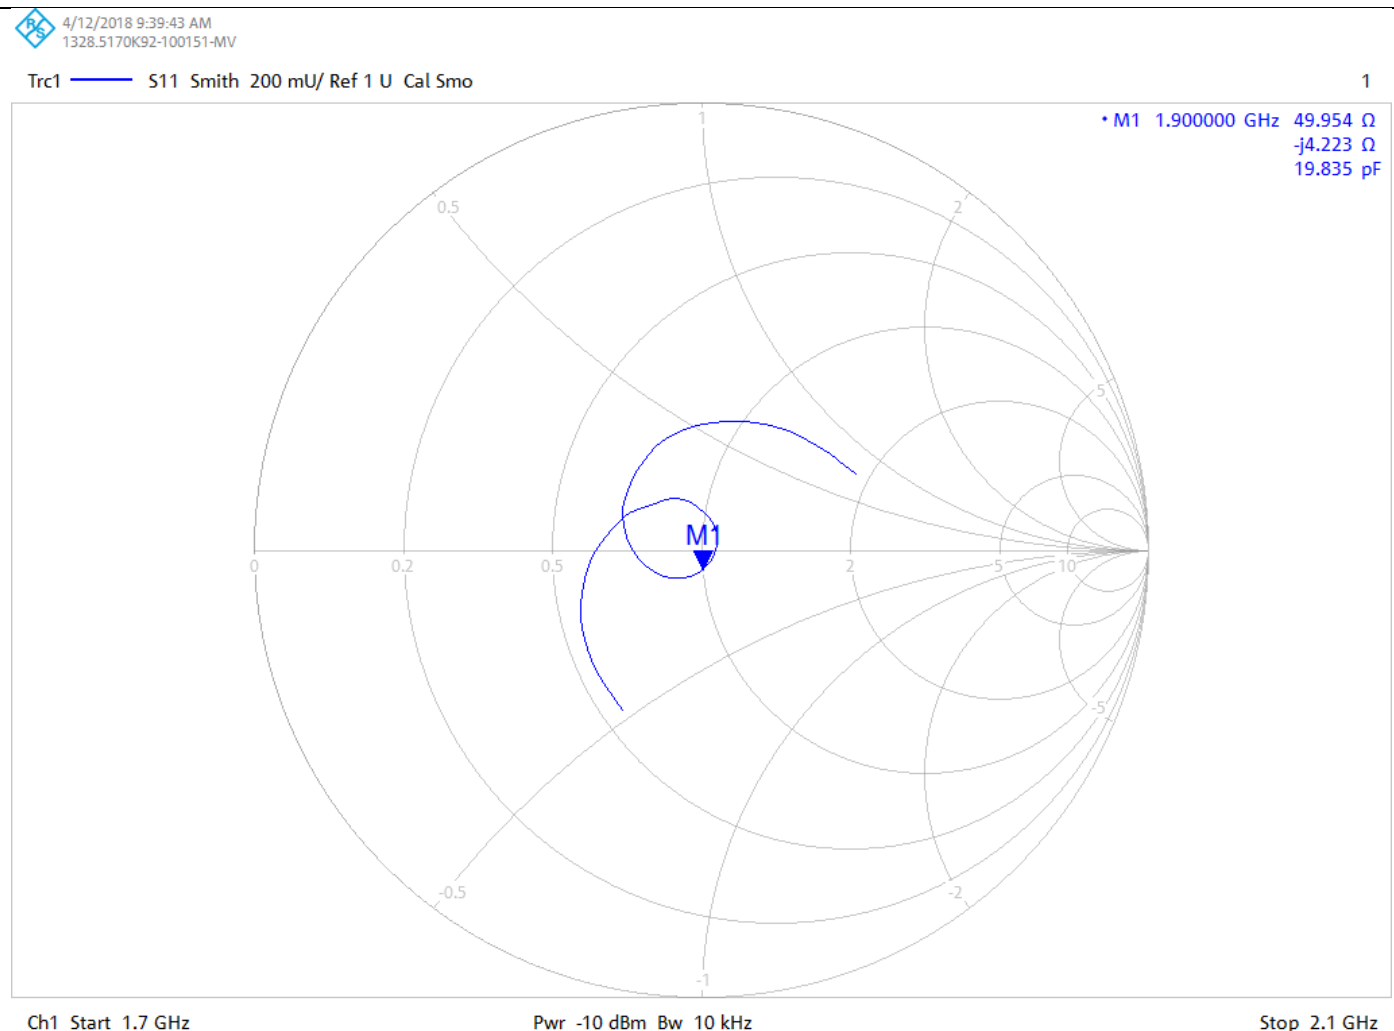 R/S
4/12/2018 9:39:43 AM
1328.5170K92-100151-MV
Trc1 S11 Smith 200 mU/ Ref 1 U Cal Smo 1
• M1 1.900000 GHz 49.954 Ω
-j4.223 Ω
19.835 pF
1
0.5
2
5
M1
0 0.2 0.5 2 5 10
-5
-0.5
-2
-1
Ch1 Start 1.7 GHz Pwr -10 dBm Bw 10 kHz Stop 2.1 GHz